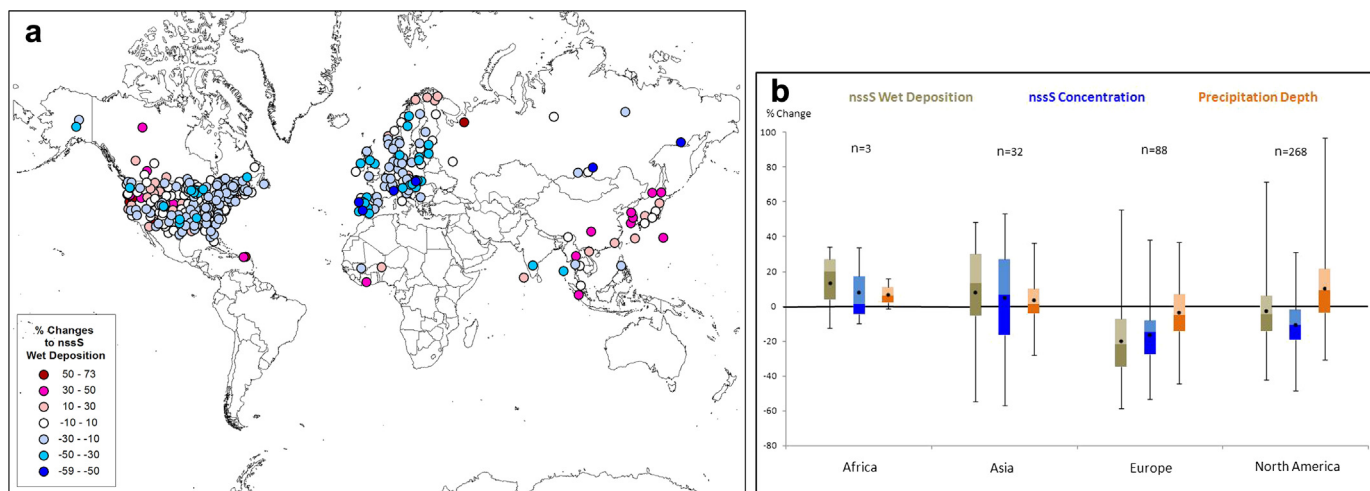 a
% Changes
to nssS
Wet Deposition
50 - 73
30 - 50
10 - 30
-10 - 10
-30 - -10
-50 - -30
-59 - -50
b
nssS Wet Deposition nssS Concentration Precipitation Depth
% Change
100
80
60
40
20
0
-20
-40
-60
-80
n=3 n=32 n=88 n=268
Africa Asia Europe North America